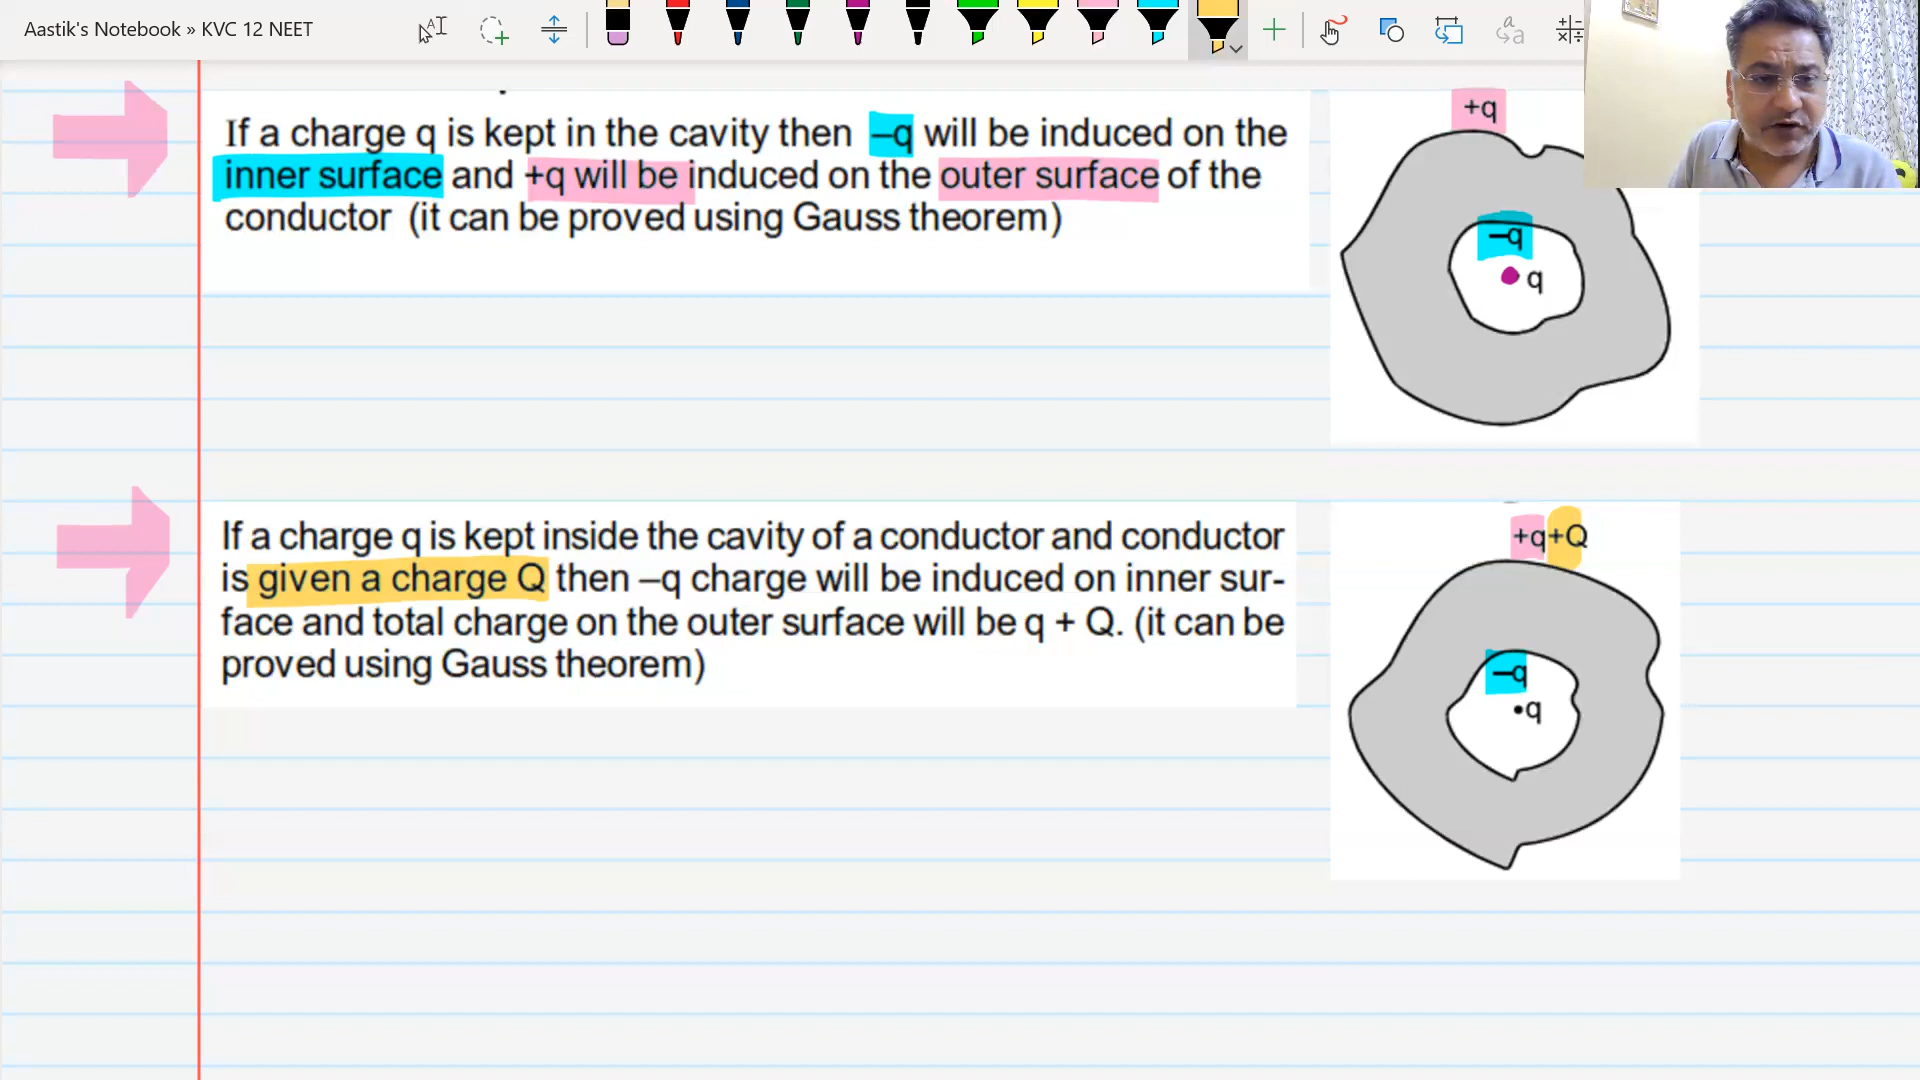 Aastik's Notebook » KVC 12 NEET
If a charge q is kept in the cavity then –q will be induced on the
inner surface and +q will be induced on the outer surface of the
conductor (it can be proved using Gauss theorem)
+q
–q
q
If a charge q is kept inside the cavity of a conductor and conductor
is given a charge Q then –q charge will be induced on inner sur-
face and total charge on the outer surface will be q + Q. (it can be
proved using Gauss theorem)
+q+Q
–q
•q